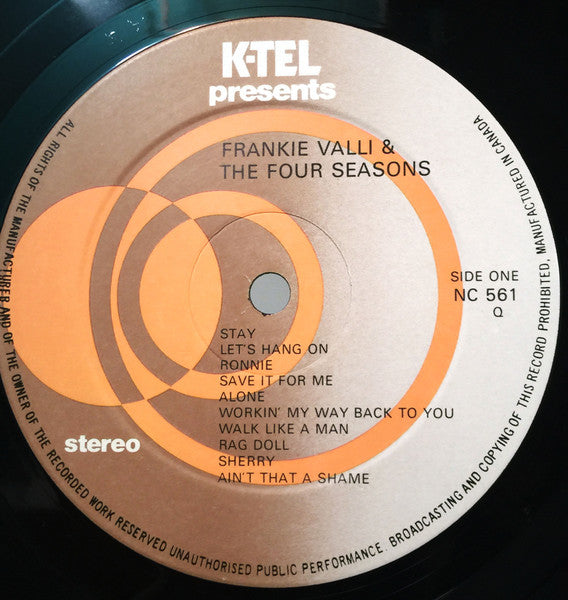 K-TEL
presents
FRANKIE VALLI &
THE FOUR SEASONS
SIDE ONE
NC 561
Q
STAY
LET'S HANG ON
RONNIE
SAVE IT FOR ME
ALONE
WORKIN' MY WAY BACK TO YOU
WALK LIKE A MAN
RAG DOLL
SHERRY
AIN'T THAT A SHAME
stereo
ALL RIGHTS OF THE MANUFACTURER AND OF THE OWNER OF THE RECORDED WORK RESERVED UNAUTHORISED PUBLIC PERFORMANCE. BROADCASTING AND COPYING OF THIS RECORD PROHIBITED, MANUFACTURED IN CANADA